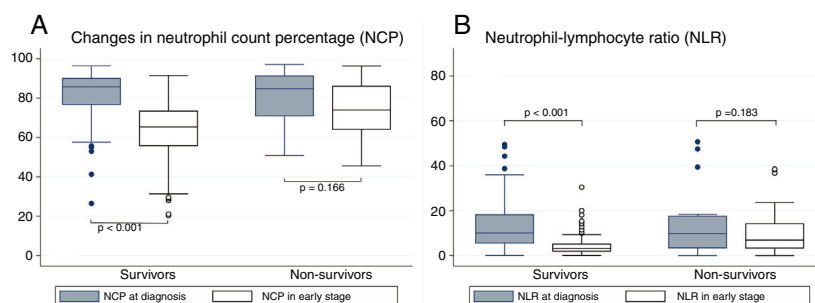 A
Changes in neutrophil count percentage (NCP)
100
80
60
40
20
0
p < 0.001
p = 0.166
Survivors
Non-survivors
NCP at diagnosis
NCP in early stage
B
Neutrophil-lymphocyte ratio (NLR)
80
60
40
20
0
p < 0.001
p =0.183
Survivors
Non-survivors
NLR at diagnosis
NLR in early stage